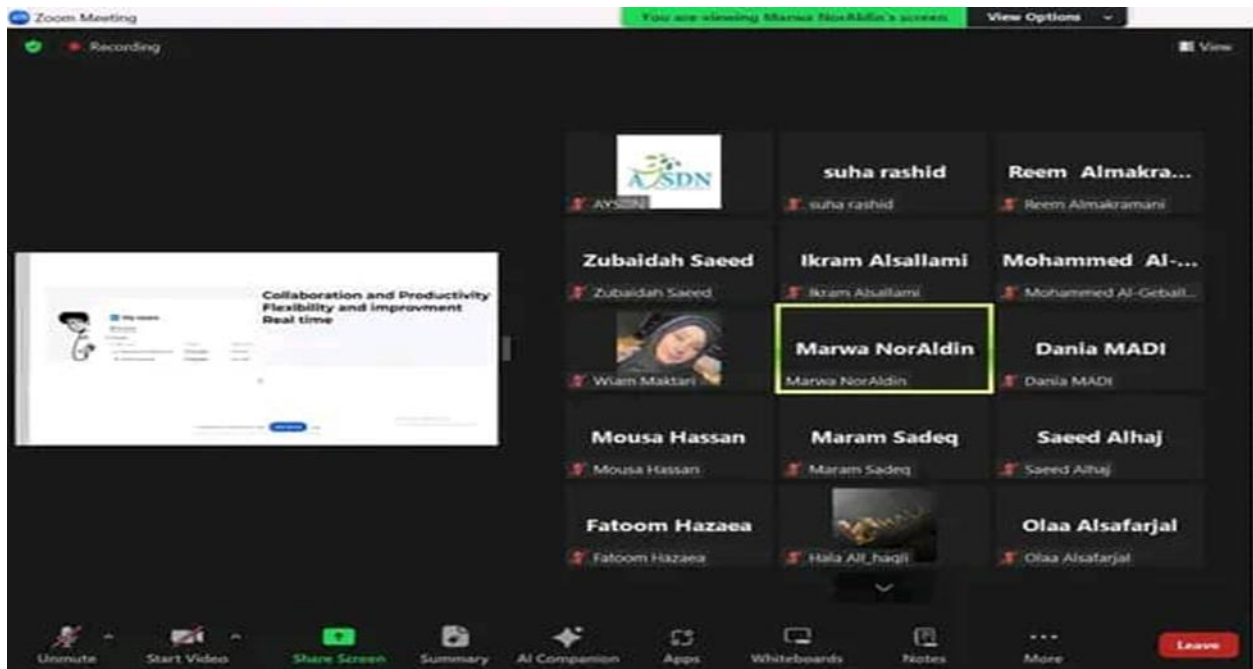 Zoom Meeting
You are viewing Marwa NorAldin's screen
View Options
Recording
View
AYSDN
suha rashid
suha rashid
Reem Almakra...
Reem Almakramani
Zubaidah Saeed
Zubaidah Saeed
Ikram Alsallami
Ikram Alsallami
Mohammed Al-...
Mohammed Al-Geball...
Collaboration and Productivity
Flexibility and improvment
Real time
Wiam Maktari
Marwa NorAldin
Marwa NorAldin
Dania MADI
Dania MADI
Mousa Hassan
Mousa Hassan
Maram Sadeq
Maram Sadeq
Saeed Alhaj
Saeed Alhaj
Fatoom Hazaea
Fatoom Hazaea
Hala All_haqli
Olaa Alsafarjal
Olaa Alsafarjal
Unmute
Start Video
Share Screen
Summary
AI Companion
Apps
Whiteboards
Notes
More
Leave